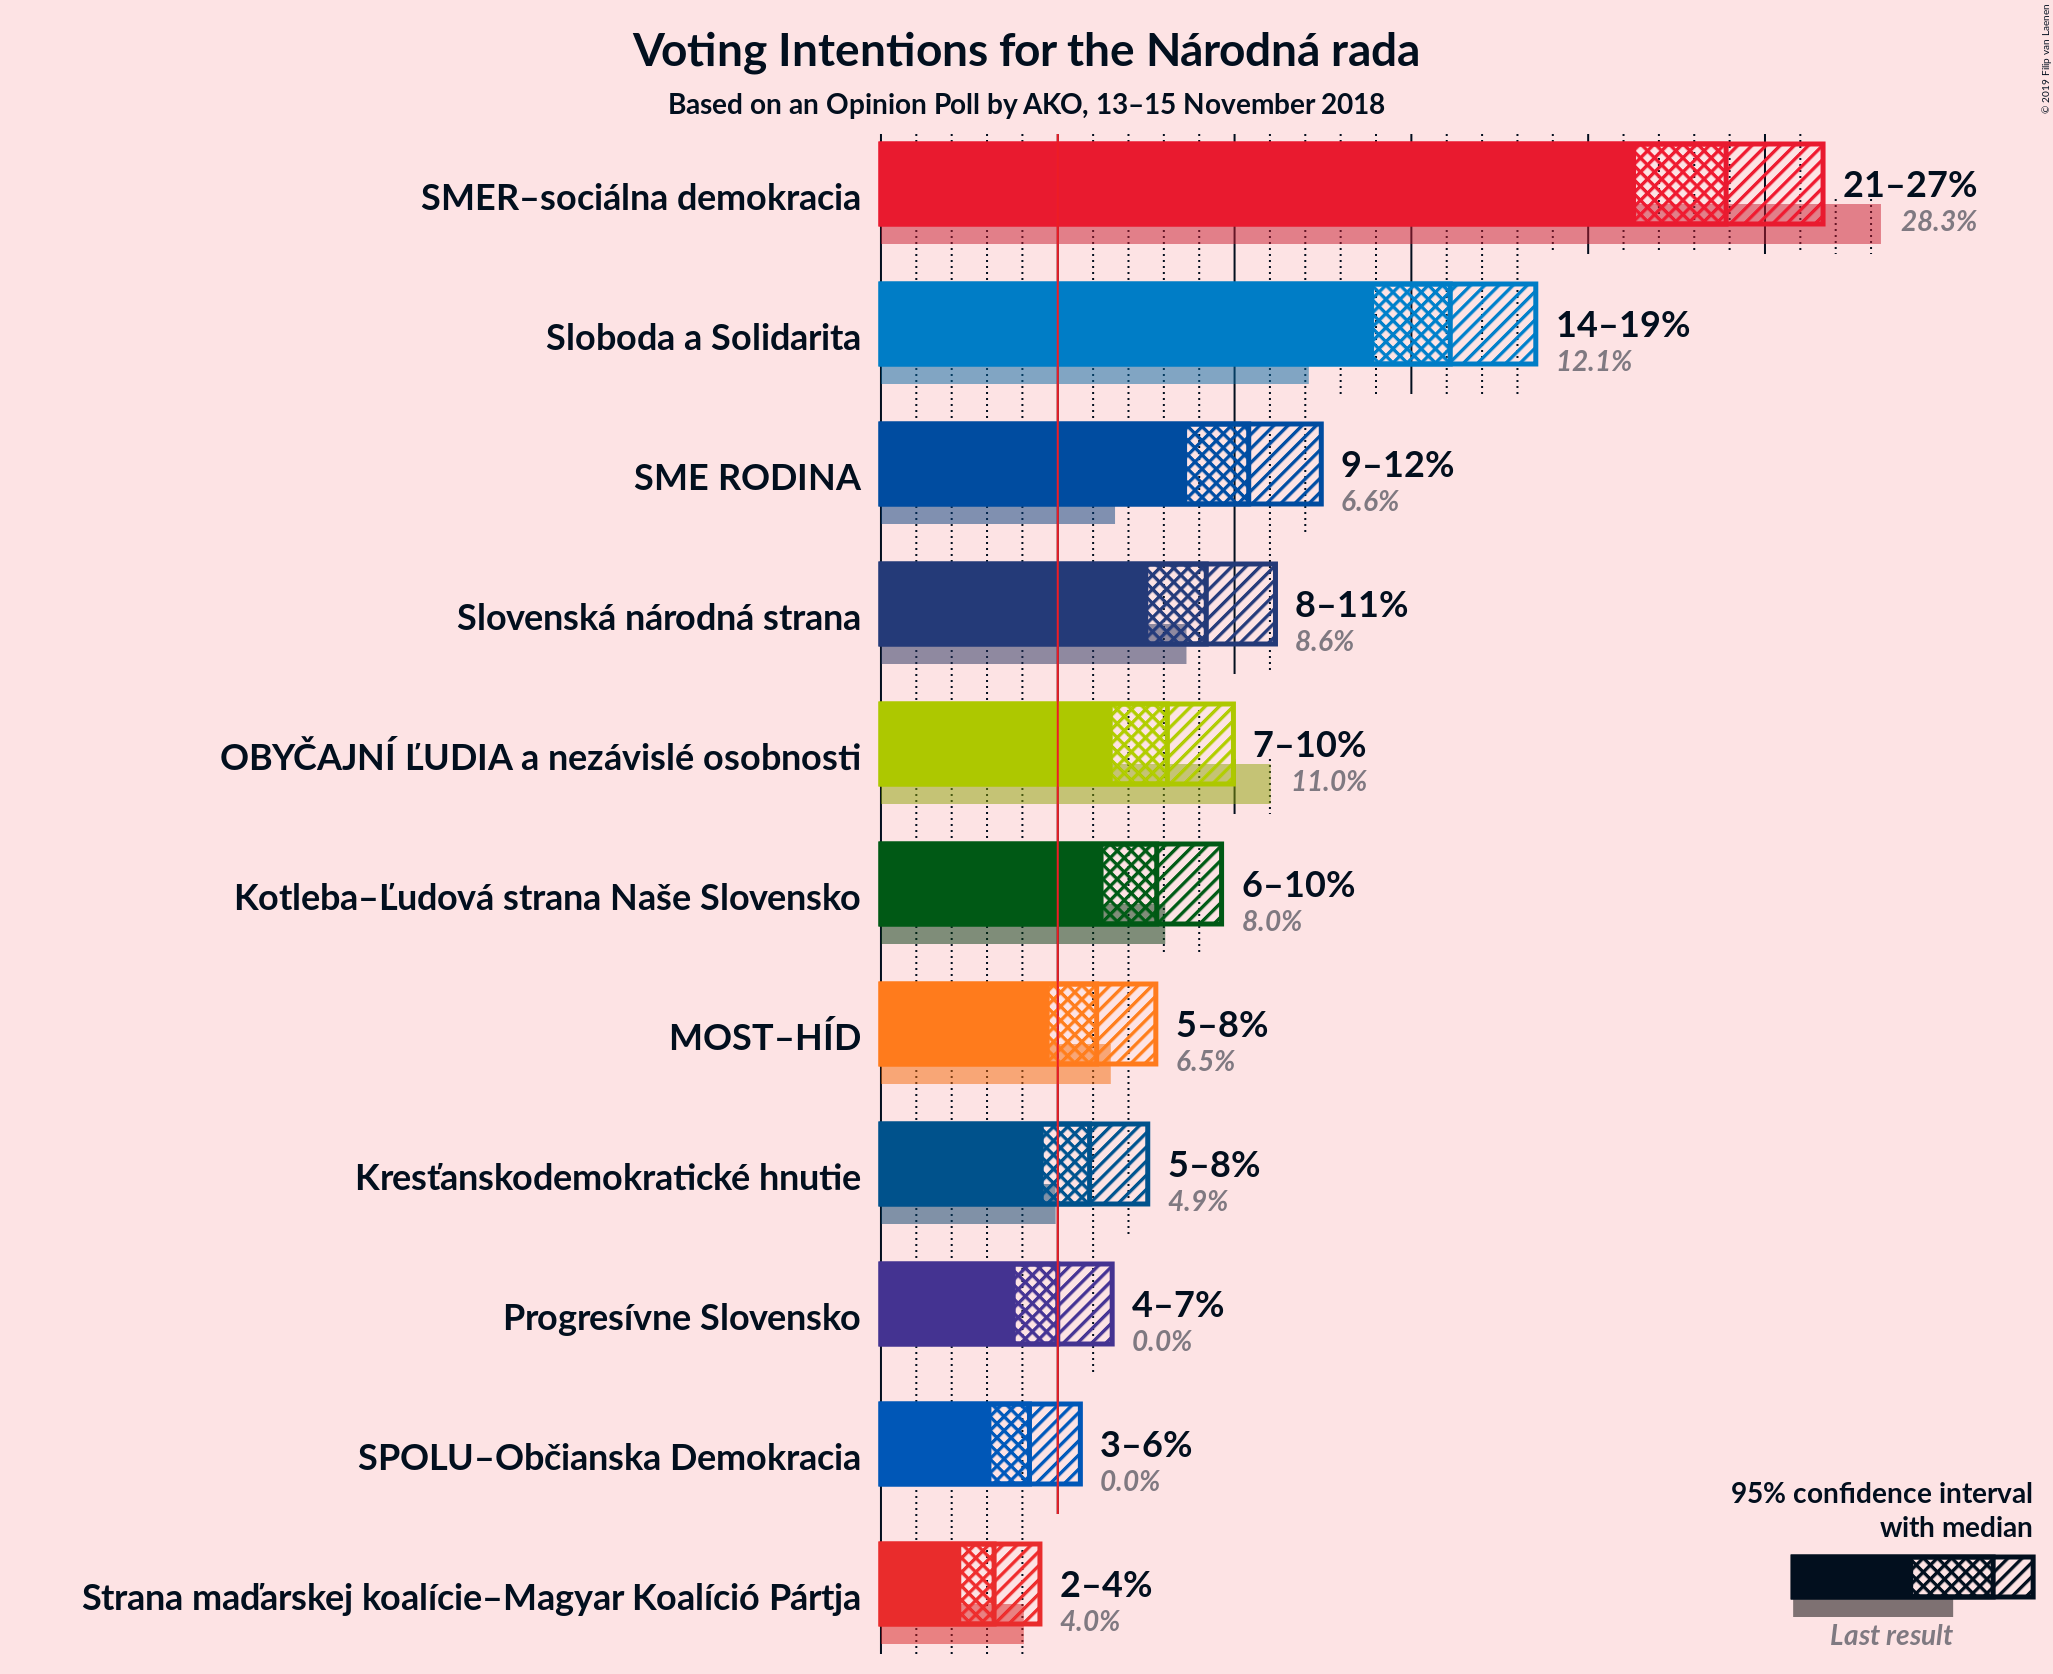 Voting Intentions for the Národná rada
Based on an Opinion Poll by AKO, 13–15 November 2018
© 2019 Filip van Laenen
SMER–sociálna demokracia
21–27%
28.3%
Sloboda a Solidarita
14–19%
12.1%
SME RODINA
9–12%
6.6%
Slovenská národná strana
8–11%
8.6%
OBYČAJNÍ ĽUDIA a nezávislé osobnosti
7–10%
11.0%
Kotleba–Ľudová strana Naše Slovensko
6–10%
8.0%
MOST–HÍD
5–8%
6.5%
Kresťanskodemokratické hnutie
5–8%
4.9%
Progresívne Slovensko
4–7%
0.0%
SPOLU–Občianska Demokracia
3–6%
0.0%
Strana maďarskej koalície–Magyar Koalíció Pártja
2–4%
4.0%
95% confidence interval
with median
Last result